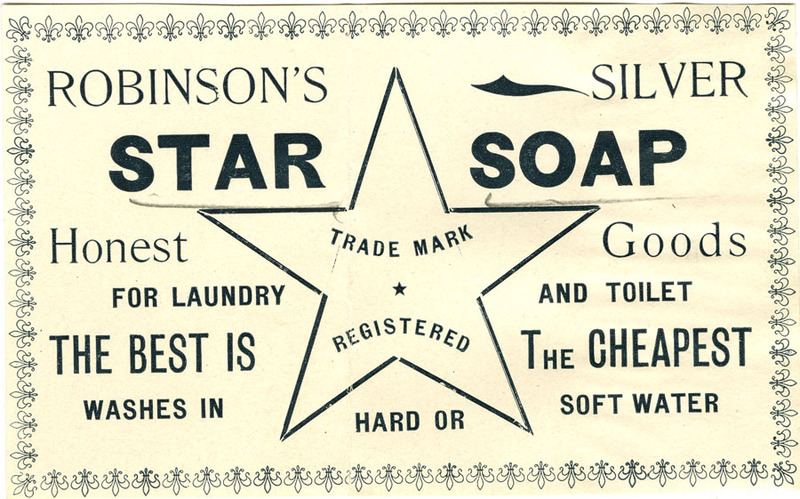 ROBINSON'S SILVER
STAR SOAP
TRADE MARK
Honest Goods
FOR LAUNDRY AND TOILET
REGISTERED
THE BEST IS THE CHEAPEST
WASHES IN HARD OR SOFT WATER